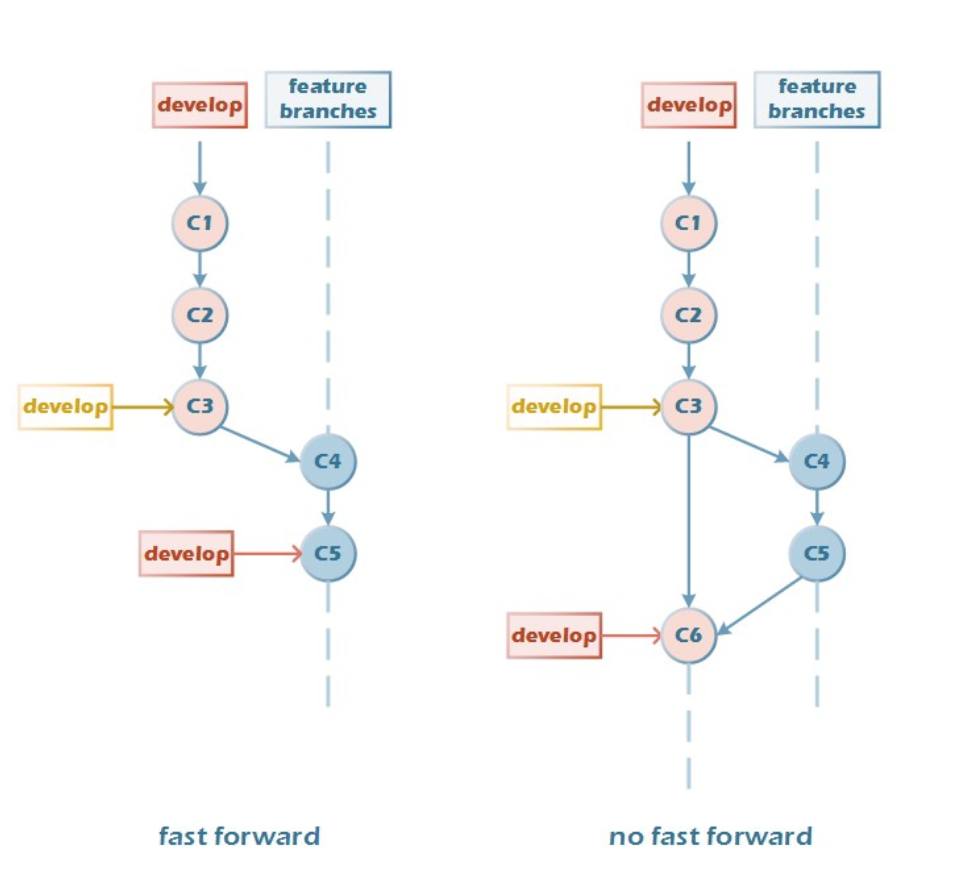 develop
feature
branches
C1
C2
develop
C3
C4
develop
C5
fast forward
develop
feature
branches
C1
C2
develop
C3
C4
C5
develop
C6
no fast forward